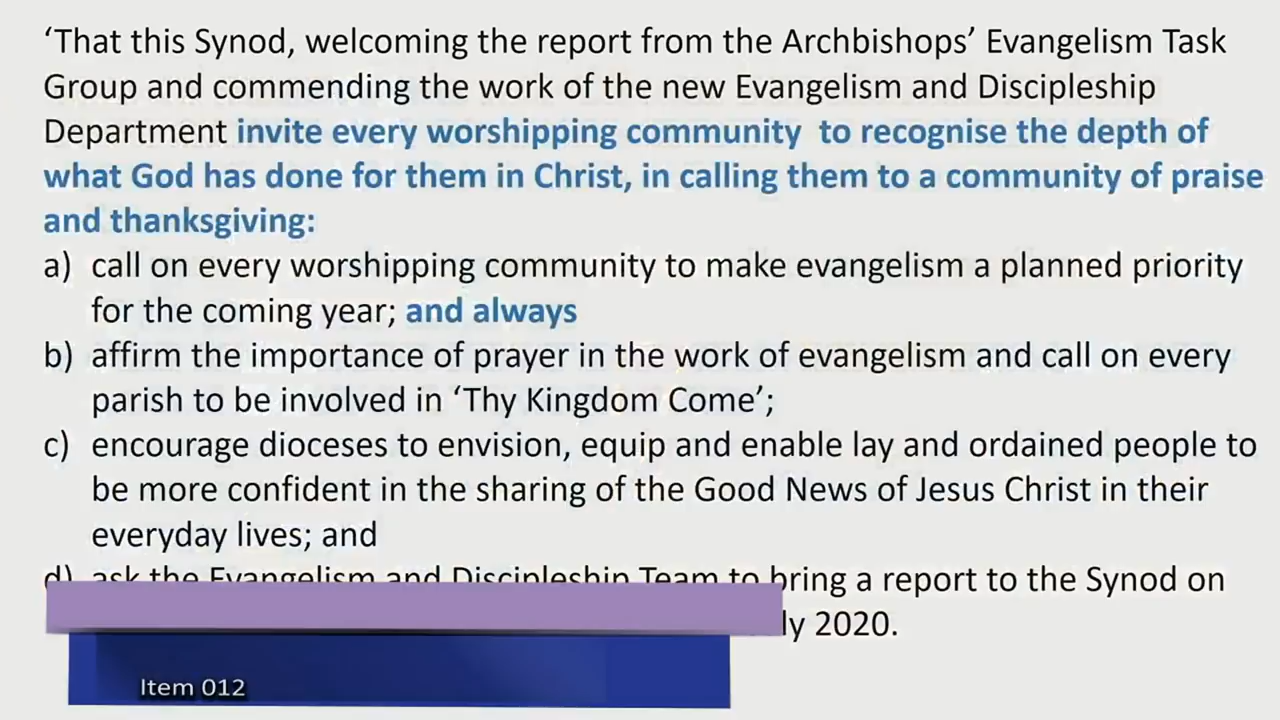 ‘That this Synod, welcoming the report from the Archbishops’ Evangelism Task
Group and commending the work of the new Evangelism and Discipleship
Department invite every worshipping community to recognise the depth of
what God has done for them in Christ, in calling them to a community of praise
and thanksgiving:
a) call on every worshipping community to make evangelism a planned priority
for the coming year; and always
b) affirm the importance of prayer in the work of evangelism and call on every
parish to be involved in ‘Thy Kingdom Come’;
c) encourage dioceses to envision, equip and enable lay and ordained people to
be more confident in the sharing of the Good News of Jesus Christ in their
everyday lives; and
d) ask the Evangelism and Discipleship Team to bring a report to the Synod on
2020.
Item 012